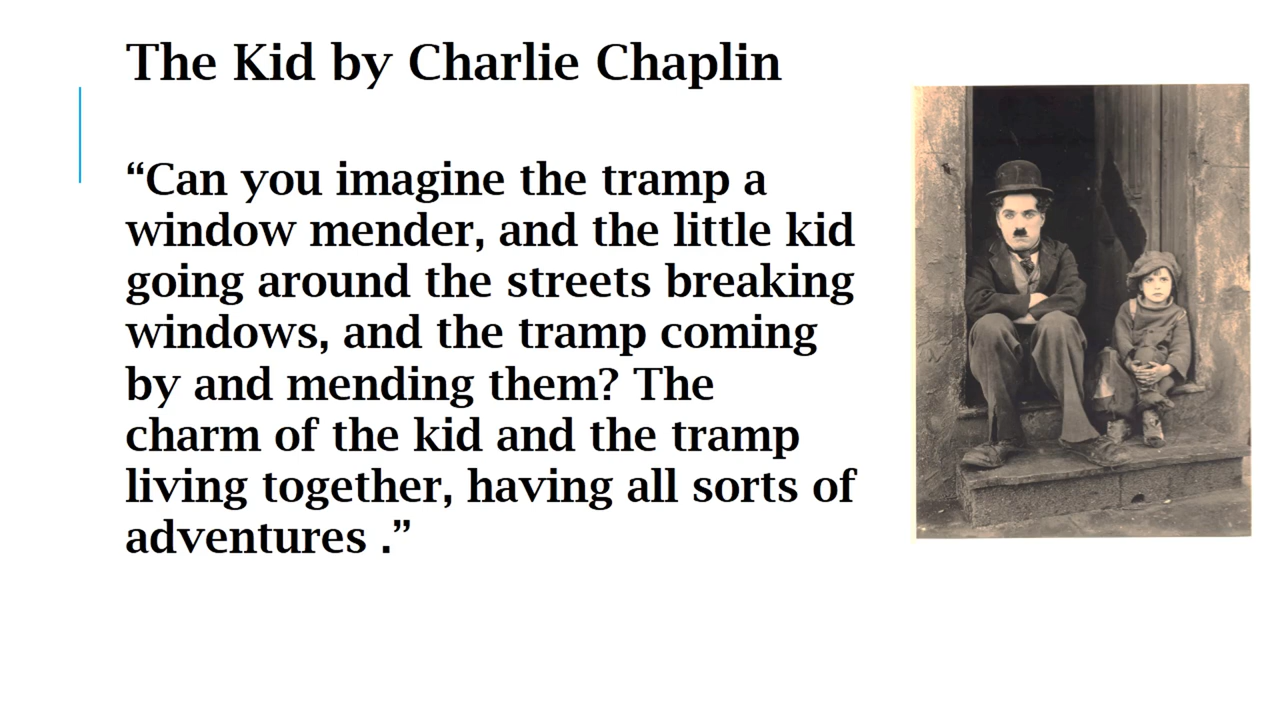 The Kid by Charlie Chaplin
“Can you imagine the tramp a
window mender, and the little kid
going around the streets breaking
windows, and the tramp coming
by and mending them? The
charm of the kid and the tramp
living together, having all sorts of
adventures .”